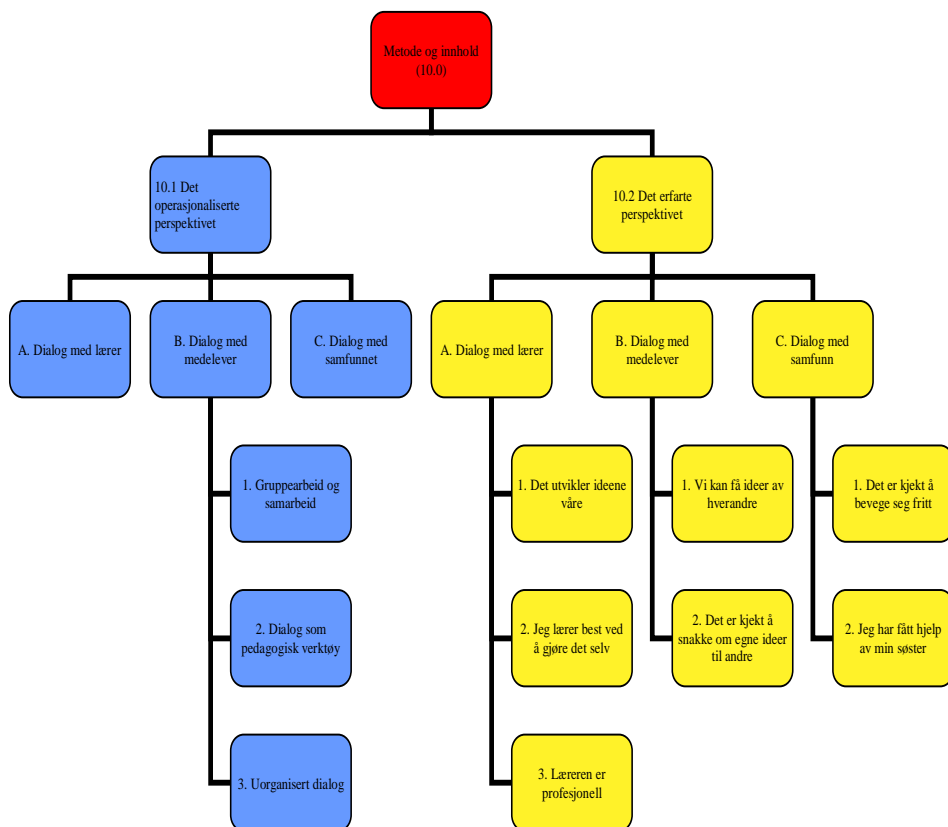 Metode og innhold
(10.0)
10.1 Det
operasjonaliserte
perspektivet
10.2 Det erfarte
perspektivet
A. Dialog med lærer
B. Dialog med
medelever
C. Dialog med
samfunnet
A. Dialog med lærer
B. Dialog med
medelever
C. Dialog med
samfunn
1. Gruppearbeid og
samarbeid
1. Det utvikler ideene
våre
1. Vi kan få ideer av
hverandre
1. Det er kjekt å
bevege seg fritt
2. Dialog som
pedagogisk verktøy
2. Jeg lærer best ved
å gjøre det selv
2. Det er kjekt å
snakke om egne ideer
til andre
2. Jeg har fått hjelp
av min søster
3. Uorganisert dialog
3. Læreren er
profesjonell